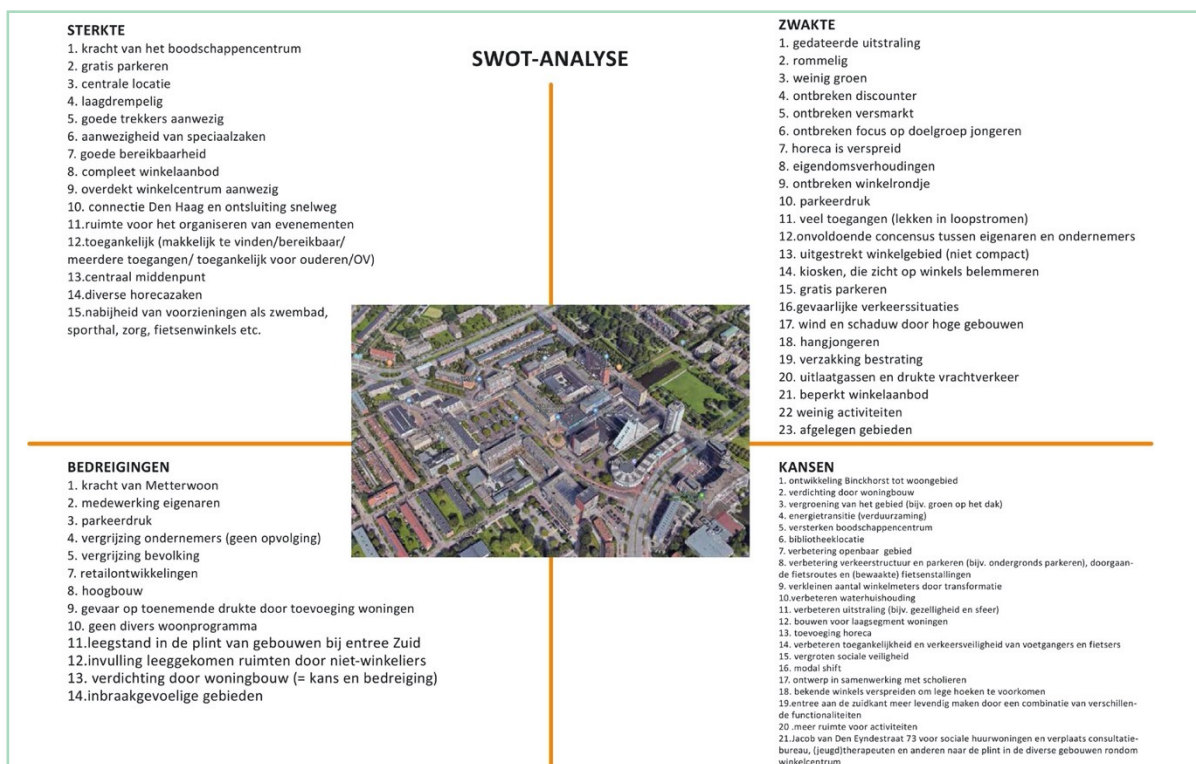 SWOT-ANALYSE
STERKTE
1. kracht van het boodschappencentrum
2. gratis parkeren
3. centrale locatie
4. laagdrempelig
5. goede trekkers aanwezig
6. aanwezigheid van speciaalzaken
7. goede bereikbaarheid
8. compleet winkelaanbod
9. overdekt winkelcentrum aanwezig
10. connectie Den Haag en ontsluiting snelweg
11.ruimte voor het organiseren van evenementen
12.toegankelijk (makkelijk te vinden/bereikbaar/
meerdere toegangen/ toegankelijk voor ouderen/OV)
13.centraal middenpunt
14.diverse horecazaken
15.nabijheid van voorzieningen als zwembad,
sporthal, zorg, fietsenwinkels etc.
ZWAKTE
1. gedateerde uitstraling
2. rommelig
3. weinig groen
4. ontbreken discounter
5. ontbreken versmarkt
6. ontbreken focus op doelgroep jongeren
7. horeca is verspreid
8. eigendomsverhoudingen
9. ontbreken winkelrondje
10. parkeerdruk
11. veel toegangen (lekken in loopstromen)
12.onvoldoende concensus tussen eigenaren en ondernemers
13. uitgestrekt winkelgebied (niet compact)
14. kiosken, die zicht op winkels belemmeren
15. gratis parkeren
16.gevaarlijke verkeerssituaties
17. wind en schaduw door hoge gebouwen
18. hangjongeren
19. verzakking bestrating
20. uitlaatgassen en drukte vrachtverkeer
21. beperkt winkelaanbod
22 weinig activiteiten
23. afgelegen gebieden
BEDREIGINGEN
1. kracht van Metterwoon
2. medewerking eigenaren
3. parkeerdruk
4. vergrijzing ondernemers (geen opvolging)
5. vergrijzing bevolking
7. retailontwikkelingen
8. hoogbouw
9. gevaar op toenemende drukte door toevoeging woningen
10. geen divers woonprogramma
11.leegstand in de plint van gebouwen bij entree Zuid
12.invulling leeggekomen ruimten door niet-winkeliers
13. verdichting door woningbouw (= kans en bedreiging)
14.inbraakgevoelige gebieden
KANSEN
1. ontwikkeling Binckhorst tot woongebied
2. verdichting door woningbouw
3. vergroening van het gebied (bijv. groen op het dak)
4. energietransitie (verduurzaming)
5. versterken boodschappencentrum
6. bibliotheeklocatie
7. verbetering openbaar gebied
8. verbetering verkeerstructuur en parkeren (bijv. ondergronds parkeren), doorgaan-
de fietsroutes en (bewaakte) fietsenstallingen
9. verkleinen aantal winkelmeters door transformatie
10.verbeteren waterhuishouding
11. verbeteren uitstraling (bijv. gezelligheid en sfeer)
12. bouwen voor laagsegment woningen
13. toevoeging horeca
14. verbeteren toegankelijkheid en verkeersveiligheid van voetgangers en fietsers
15. vergroten sociale veiligheid
16. modal shift
17. ontwerp in samenwerking met scholieren
18. bekende winkels verspreiden om lege hoeken te voorkomen
19.entree aan de zuidkant meer levendig maken door een combinatie van verschillen-
de functionaliteiten
20 .meer ruimte voor activiteiten
21.Jacob van Den Eyndestraat 73 voor sociale huurwoningen en verplaats consultatie-
bureau, (jeugd)therapeuten en anderen naar de plint in de diverse gebouwen rondom
winkelcentrum